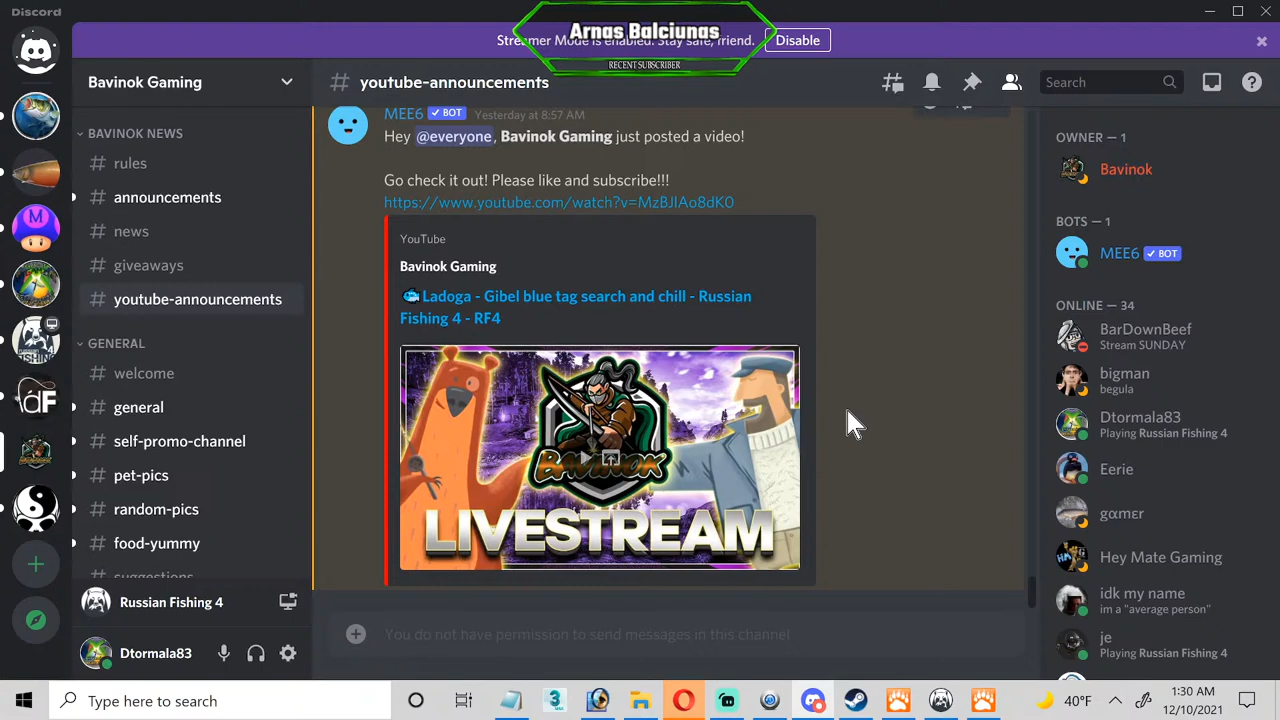 Discord
Arnas Balciunas
Streamer Mode is enabled. Stay safe, friend.
Disable
RECENT SUBSCRIBER
Bavinok Gaming
youtube-announcements
Search
BAVINOK NEWS
rules
announcements
news
giveaways
youtube-announcements
GENERAL
welcome
general
self-promo-channel
pet-pics
random-pics
food-yummy
suggestions
Russian Fishing 4
Dtormala83
MEE6 ✓ BOT Yesterday at 8:57 AM
Hey @everyone, Bavinok Gaming just posted a video!
Go check it out! Please like and subscribe!!!
https://www.youtube.com/watch?v=MzBJIAo8dK0
YouTube
Bavinok Gaming
🐟Ladoga - Gibel blue tag search and chill - Russian
Fishing 4 - RF4
BAVINOK
LIVESTREAM
You do not have permission to send messages in this channel
OWNER — 1
Bavinok
BOTS — 1
MEE6 ✓ BOT
ONLINE — 34
BarDownBeef
Stream SUNDAY
bigman
begula
Dtormala83
Playing Russian Fishing 4
Eerie
gαmεr
Hey Mate Gaming
idk my name
im a "average person"
je
Playing Russian Fishing 4
Type here to search
40°F
1:30 AM
12/10/2021